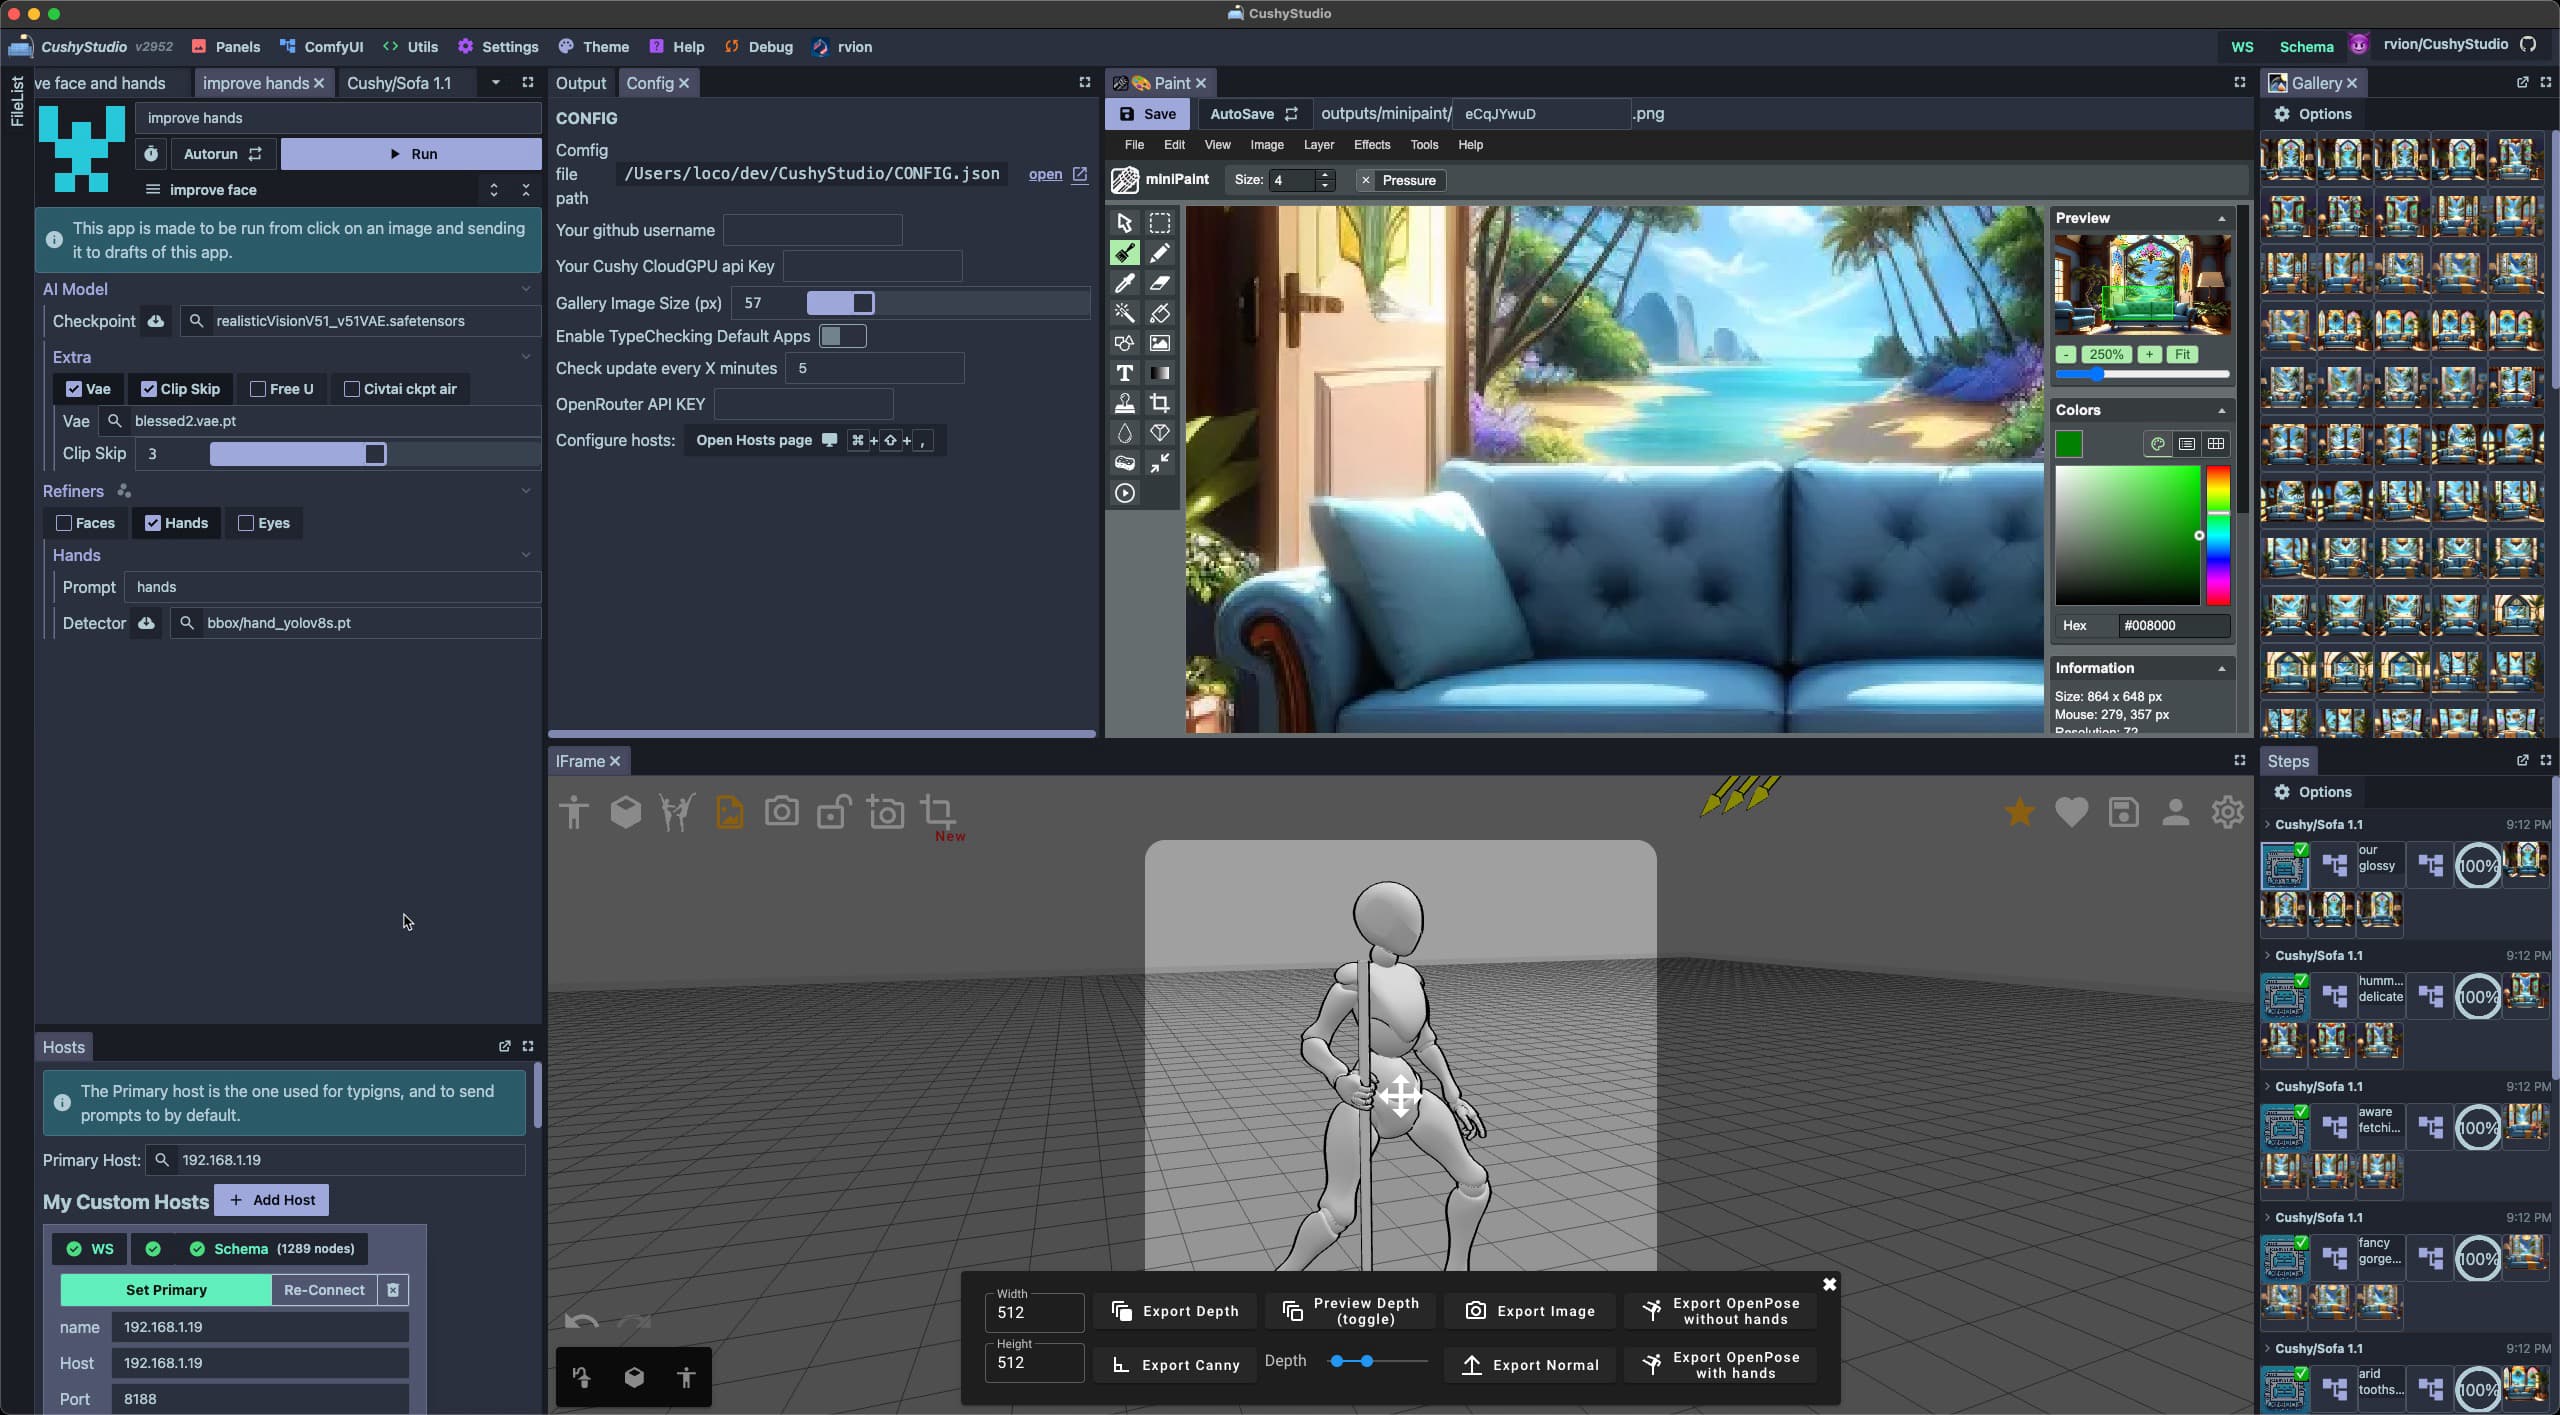 CushyStudio
CushyStudio v2952 Panels ComfyUI Utils Settings Theme Help Debug rvion
WS Schema rvion/CushyStudio
FileList
ve face and hands improve hands Cushy/Sofa 1.1
improve hands
Autorun Run
improve face
This app is made to be run from click on an image and sending
it to drafts of this app.
AI Model
Checkpoint realisticVisionV51_v51VAE.safetensors
Extra
Vae Clip Skip Free U Civtai ckpt air
Vae blessed2.vae.pt
Clip Skip 3
Refiners
Faces Hands Eyes
Hands
Prompt hands
Detector bbox/hand_yolov8s.pt
Hosts
The Primary host is the one used for typigns, and to send
prompts to by default.
Primary Host: 192.168.1.19
My Custom Hosts + Add Host
WS Schema (1289 nodes)
Set Primary Re-Connect
name 192.168.1.19
Host 192.168.1.19
Port 8188
Output Config
CONFIG
Comfig
file
path
/Users/loco/dev/CushyStudio/CONFIG.json open
Your github username
Your Cushy CloudGPU api Key
Gallery Image Size (px) 57
Enable TypeChecking Default Apps
Check update every X minutes 5
OpenRouter API KEY
Configure hosts: Open Hosts page ⌘+⇧+,
Paint
Save AutoSave outputs/minipaint/ eCqJYwuD .png
File Edit View Image Layer Effects Tools Help
miniPaint Size: 4 × Pressure
Preview
- 250% + Fit
Colors
Hex #008000
Information
Size: 864 x 648 px
Mouse: 279, 357 px
Resolution: 72
IFrame
New
Width
512
Height
512
Export Depth
Preview Depth
(toggle)
Export Image
Export OpenPose
without hands
Export Canny
Depth
Export Normal
Export OpenPose
with hands
Gallery
Options
Steps
Options
Cushy/Sofa 1.1 9:12 PM
our
glossy
100%
Cushy/Sofa 1.1 9:12 PM
humm...
delicate
100%
Cushy/Sofa 1.1 9:12 PM
aware
fetchi...
100%
Cushy/Sofa 1.1 9:12 PM
fancy
gorge...
100%
Cushy/Sofa 1.1 9:12 PM
arid
tooths...
100%